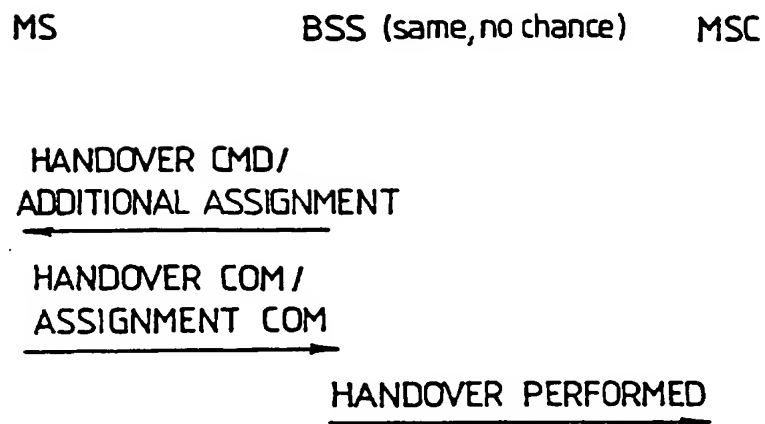 MS BSS (same, no chance) MSC
HANDOVER CMD/
ADDITIONAL ASSIGNMENT
HANDOVER COM/
ASSIGNMENT COM
HANDOVER PERFORMED